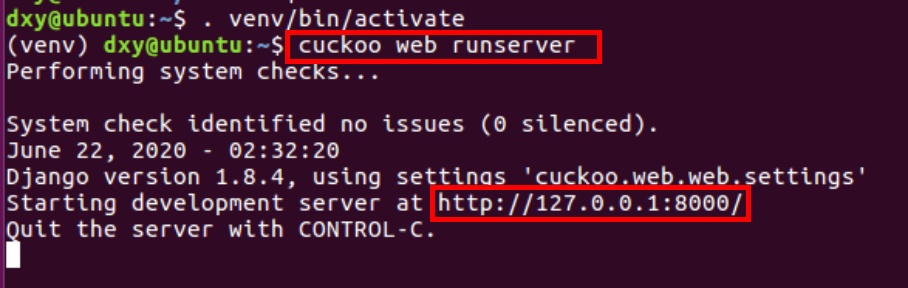 dxy@ubuntu:~$ . venv/bin/activate
(venv) dxy@ubuntu:~$ cuckoo web runserver
Performing system checks...
System check identified no issues (0 silenced).
June 22, 2020 - 02:32:20
Django version 1.8.4, using settings 'cuckoo.web.web.settings'
Starting development server at http://127.0.0.1:8000/
Quit the server with CONTROL-C.